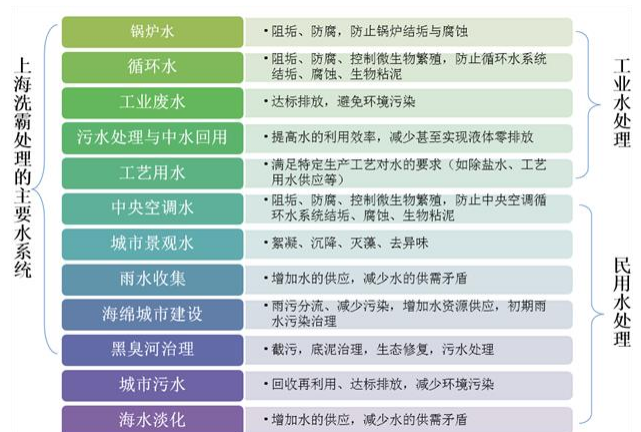 上海洗霸处理的主要水系统
锅炉水
•阻垢、防腐，防止锅炉结垢与腐蚀
循环水
•阻垢、防腐、控制微生物繁殖，防止循环水系统
结垢、腐蚀、生物粘泥
工业废水
•达标排放，避免环境污染
污水处理与中水回用
•提高水的利用效率，减少甚至实现液体零排放
工艺用水
•满足特定生产工艺对水的要求（如除盐水、工艺
用水供应等）
工业水处理
中央空调水
•阻垢、防腐、控制微生物繁殖，防止中央空调循
环水系统结垢、腐蚀、生物粘泥
城市景观水
•絮凝、沉降、灭藻、去异味
雨水收集
•增加水的供应，减少水的供需矛盾
海绵城市建设
•雨污分流、减少污染，增加水资源供应，初期雨
水污染治理
黑臭河治理
•截污，底泥治理，生态修复，污水处理
城市污水
•回收再利用、达标排放，减少环境污染
海水淡化
•增加水的供应，减少水的供需矛盾
民用水处理